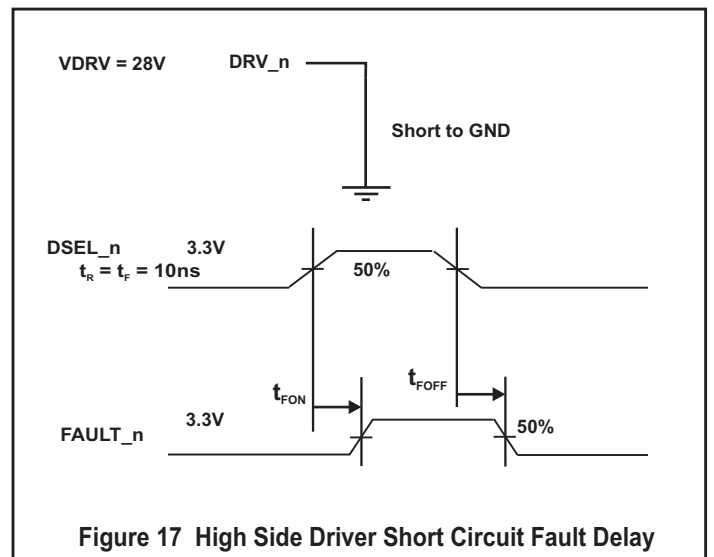 VDRV = 28V DRV_n
Short to GND
DSEL_n 3.3V
tR = tF = 10ns 50%
tFON tFOFF
FAULT_n 3.3V 50%
Figure 17 High Side Driver Short Circuit Fault Delay